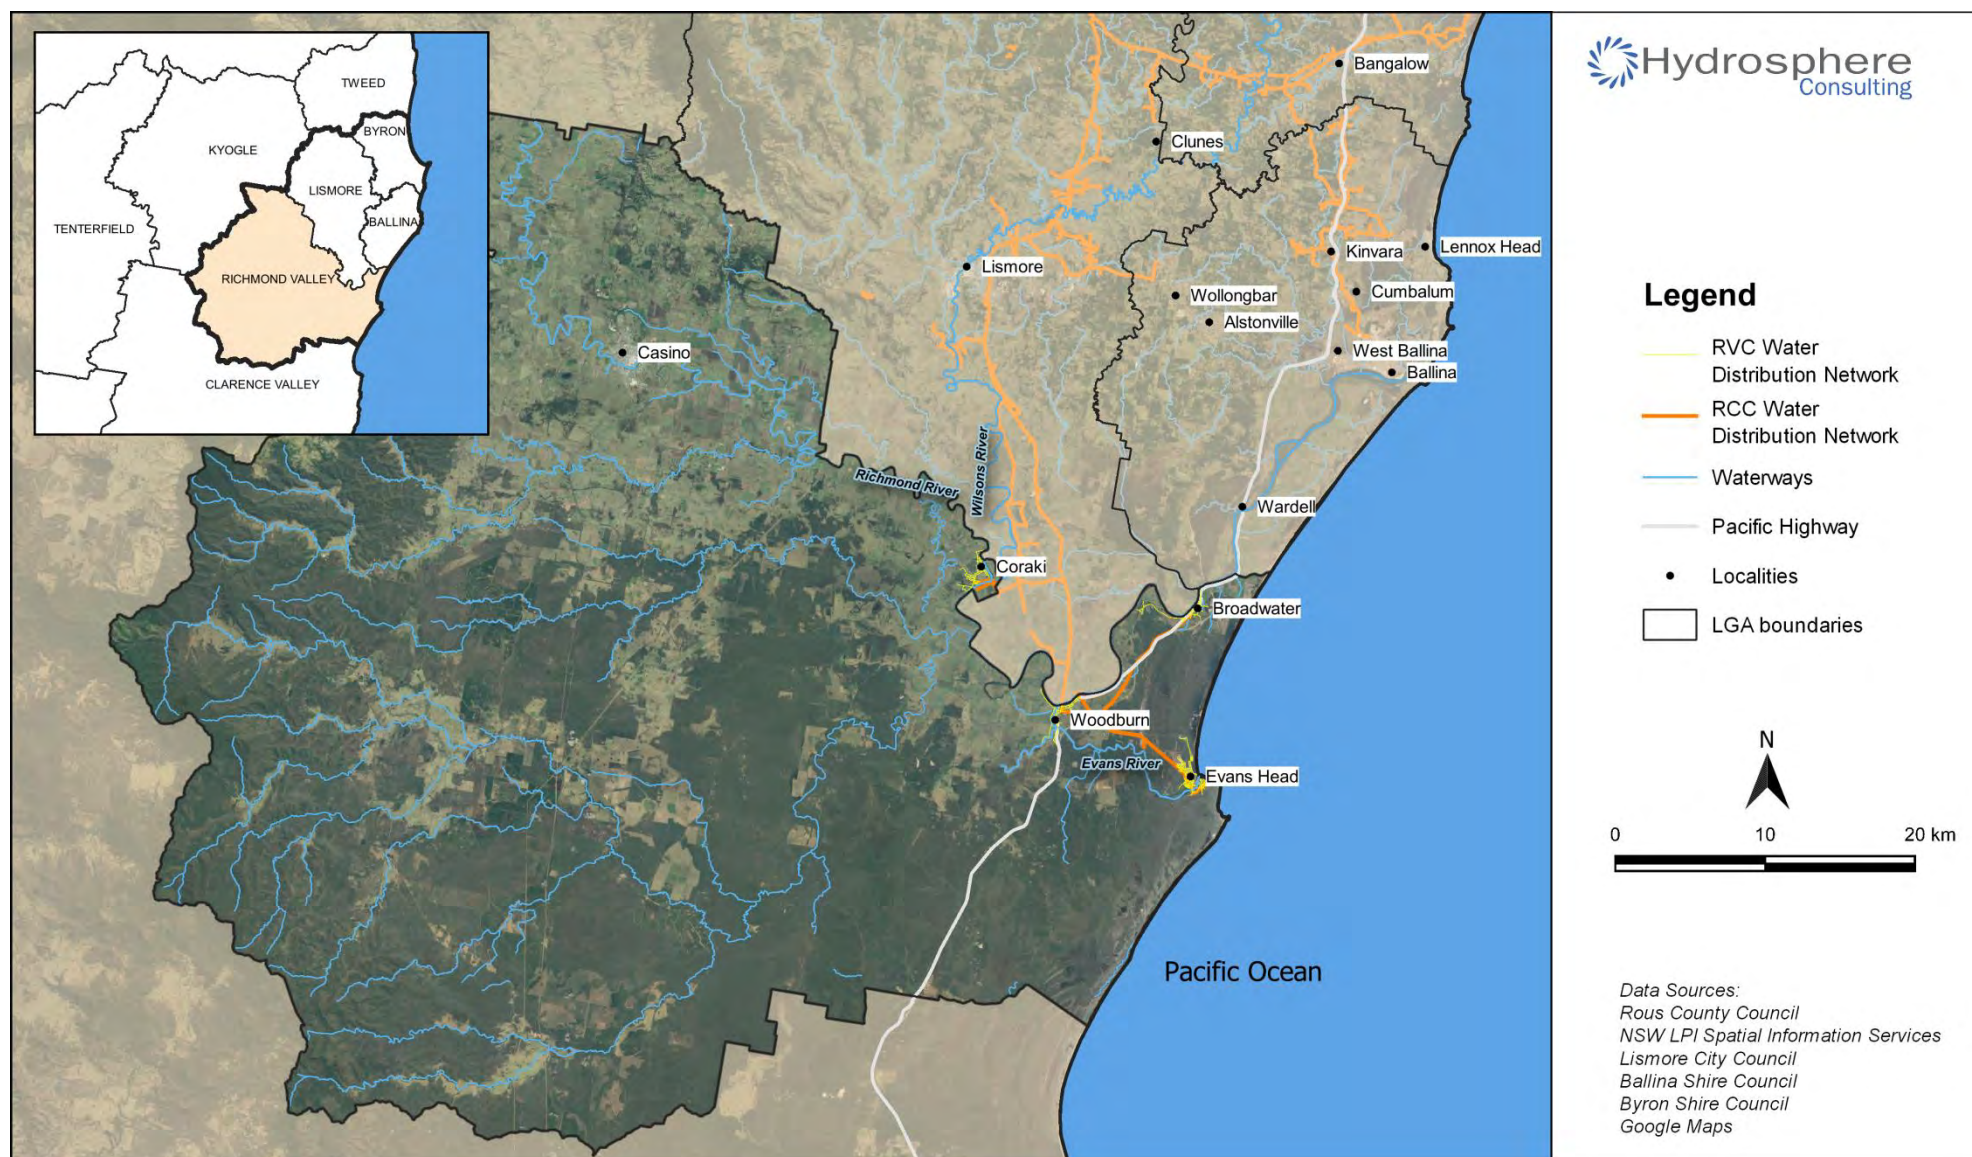 TWEED
BYRON
KYOGLE
LISMORE
BALLINA
TENTERFIELD
RICHMOND VALLEY
CLARENCE VALLEY
Bangalow
Clunes
Kinvara
Lennox Head
Lismore
Wollongbar
Cumbalum
Alstonville
Casino
West Ballina
Ballina
Richmond River
Wilsons River
Wardell
Coraki
Broadwater
Woodburn
Evans River
Evans Head
Pacific Ocean
Hydrosphere
Consulting
Legend
RVC Water
Distribution Network
RCC Water
Distribution Network
Waterways
Pacific Highway
Localities
LGA boundaries
N
0 10 20 km
Data Sources:
Rous County Council
NSW LPI Spatial Information Services
Lismore City Council
Ballina Shire Council
Byron Shire Council
Google Maps